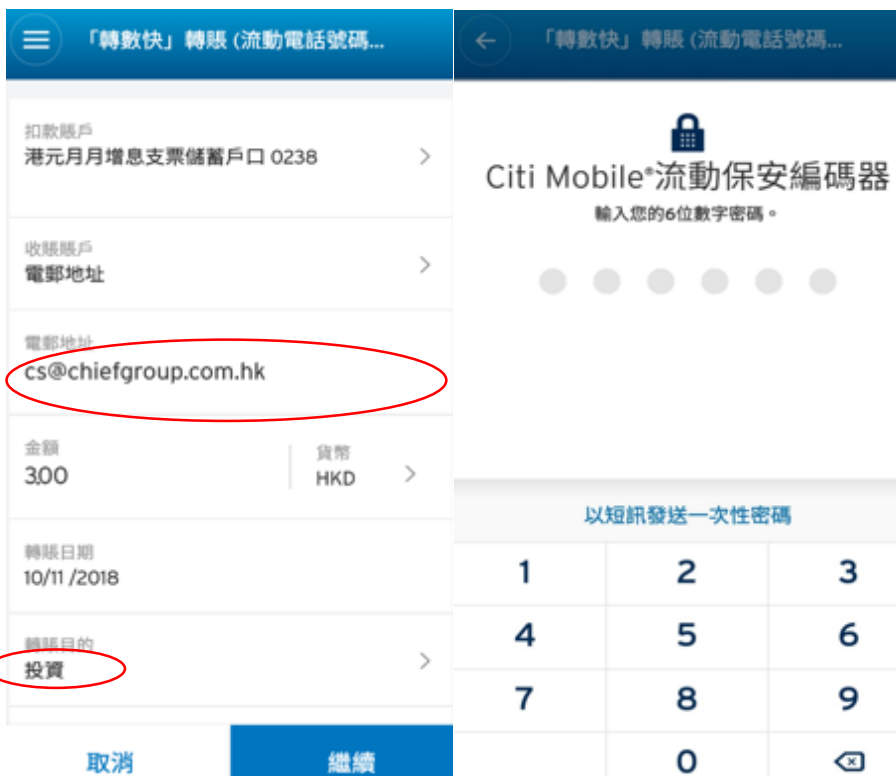 「轉數快」轉賬 (流動電話號碼...
扣款賬戶
港元月月增息支票儲蓄戶口 0238
收賬賬戶
電郵地址
電郵地址
cs@chiefgroup.com.hk
金額
3.00
貨幣
HKD
轉賬日期
10/11 /2018
轉賬目的
投資
取消
繼續
「轉數快」轉賬 (流動電話號碼...
Citi Mobile®流動保安編碼器
輸入您的6位數字密碼。
以短訊發送一次性密碼
1 2 3
4 5 6
7 8 9
0